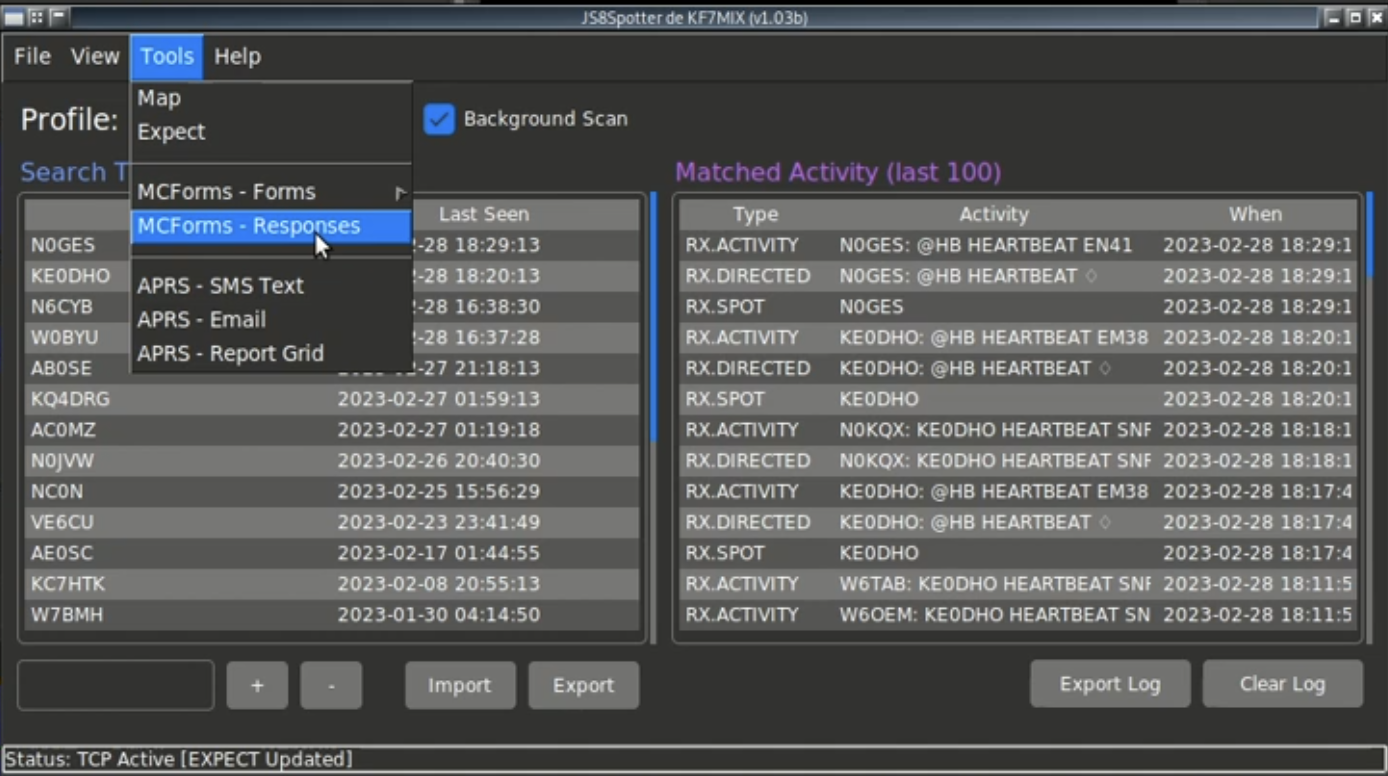 JS8Spotter de KF7MIX (v1.03b)
File View Tools Help
Map
Expect
MCForms - Forms
MCForms - Responses
APRS - SMS Text
APRS - Email
APRS - Report Grid
Profile:
Background Scan
Search T
Last Seen
N0GES -28 18:29:13
KE0DHO -28 18:20:13
N6CYB -28 16:38:30
W0BYU -28 16:37:28
AB0SE -27 21:18:13
KQ4DRG 2023-02-27 01:59:13
AC0MZ 2023-02-27 01:19:18
N0JVW 2023-02-26 20:40:30
NC0N 2023-02-25 15:56:29
VE6CU 2023-02-23 23:41:49
AE0SC 2023-02-17 01:44:55
KC7HTK 2023-02-08 20:55:13
W7BMH 2023-01-30 04:14:50
+ - Import Export
Matched Activity (last 100)
Type Activity When
RX.ACTIVITY N0GES: @HB HEARTBEAT EN41 2023-02-28 18:29:1
RX.DIRECTED N0GES: @HB HEARTBEAT ♢ 2023-02-28 18:29:1
RX.SPOT N0GES 2023-02-28 18:29:1
RX.ACTIVITY KE0DHO: @HB HEARTBEAT EM38 2023-02-28 18:20:1
RX.DIRECTED KE0DHO: @HB HEARTBEAT ♢ 2023-02-28 18:20:1
RX.SPOT KE0DHO 2023-02-28 18:20:1
RX.ACTIVITY N0KQX: KE0DHO HEARTBEAT SNF 2023-02-28 18:18:1
RX.DIRECTED N0KQX: KE0DHO HEARTBEAT SNF 2023-02-28 18:18:1
RX.ACTIVITY KE0DHO: @HB HEARTBEAT EM38 2023-02-28 18:17:4
RX.DIRECTED KE0DHO: @HB HEARTBEAT ♢ 2023-02-28 18:17:4
RX.SPOT KE0DHO 2023-02-28 18:17:4
RX.ACTIVITY W6TAB: KE0DHO HEARTBEAT SNF 2023-02-28 18:11:5
RX.ACTIVITY W6OEM: KE0DHO HEARTBEAT SN 2023-02-28 18:11:5
Export Log Clear Log
Status: TCP Active [EXPECT Updated]